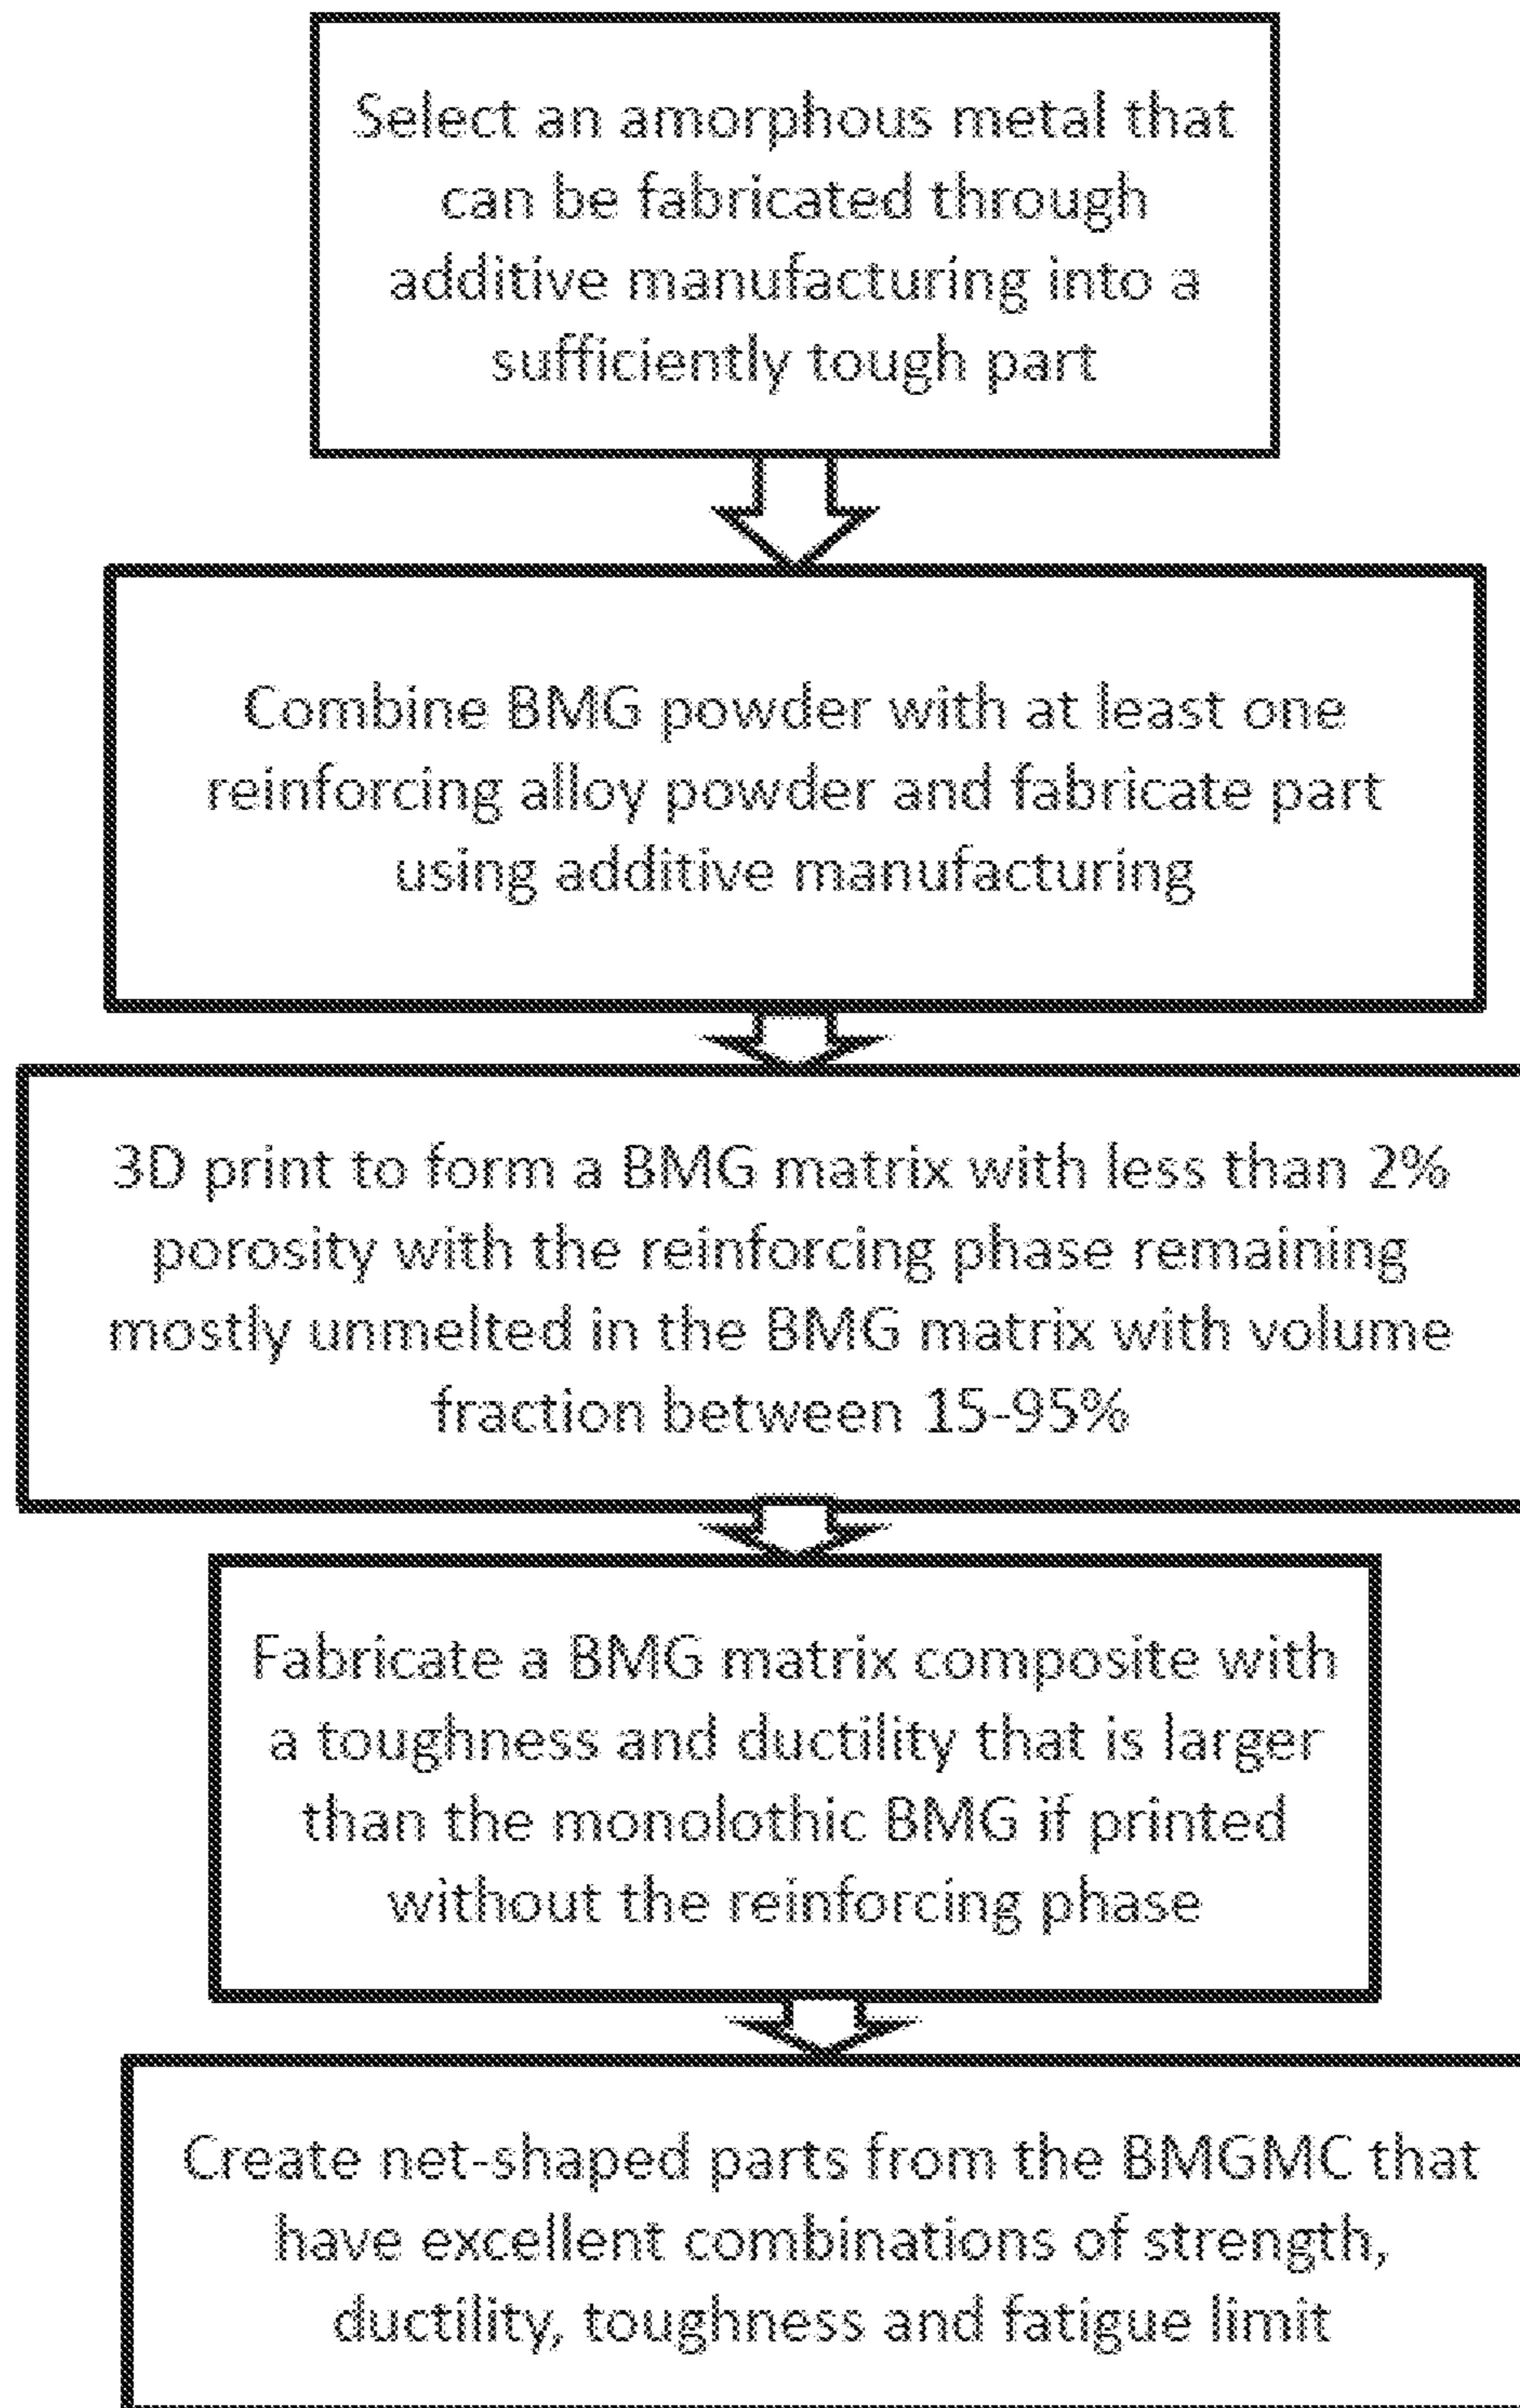 Select an amorphous metal that
can be fabricated through
additive manufacturing into a
sufficiently tough part
Combine BMG powder with at least one
reinforcing alloy powder and fabricate part
using additive manufacturing
3D print to form a BMG matrix with less than 2%
porosity with the reinforcing phase remaining
mostly unmelted in the BMG matrix with volume
fraction between 15-95%
Fabricate a BMG matrix composite with
a toughness and ductility that is larger
than the monolothic BMG if printed
without the reinforcing phase
Create net-shaped parts from the BMGMC that
have excellent combinations of strength,
ductility, toughness and fatigue limit